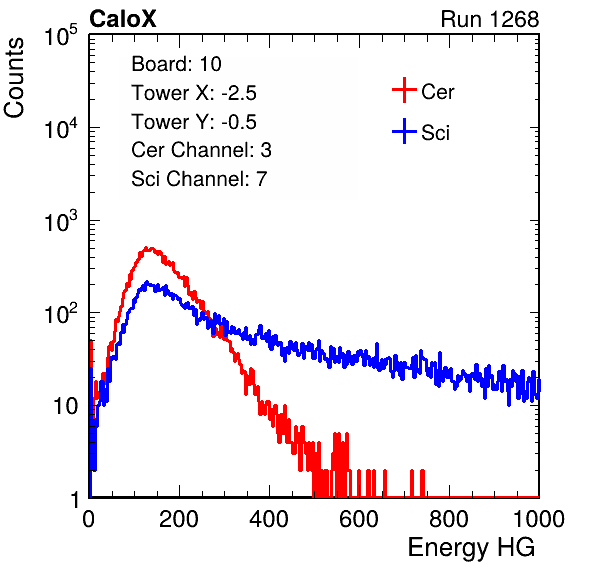 CaloX Run 1268
Counts
10^5
10^4
10^3
10^2
10
1
Board: 10
Tower X: -2.5
Tower Y: -0.5
Cer Channel: 3
Sci Channel: 7
Cer
Sci
0 200 400 600 800 1000
Energy HG